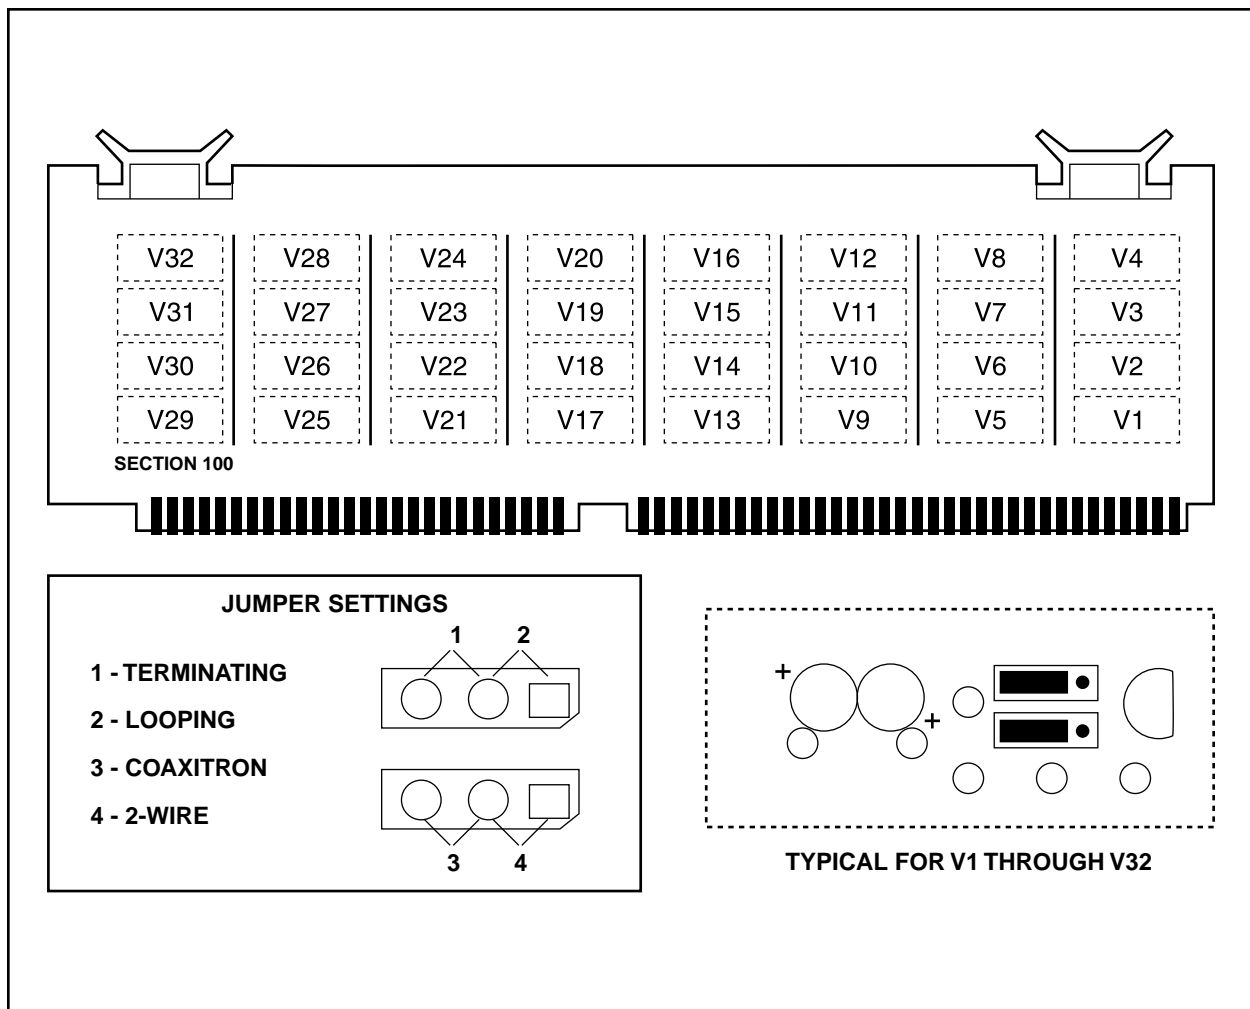 V32 V28 V24 V20 V16 V12 V8 V4
V31 V27 V23 V19 V15 V11 V7 V3
V30 V26 V22 V18 V14 V10 V6 V2
V29 V25 V21 V17 V13 V9 V5 V1
SECTION 100
JUMPER SETTINGS
1 2
1 - TERMINATING
2 - LOOPING
3 - COAXITRON
4 - 2-WIRE
3 4
+
+
TYPICAL FOR V1 THROUGH V32